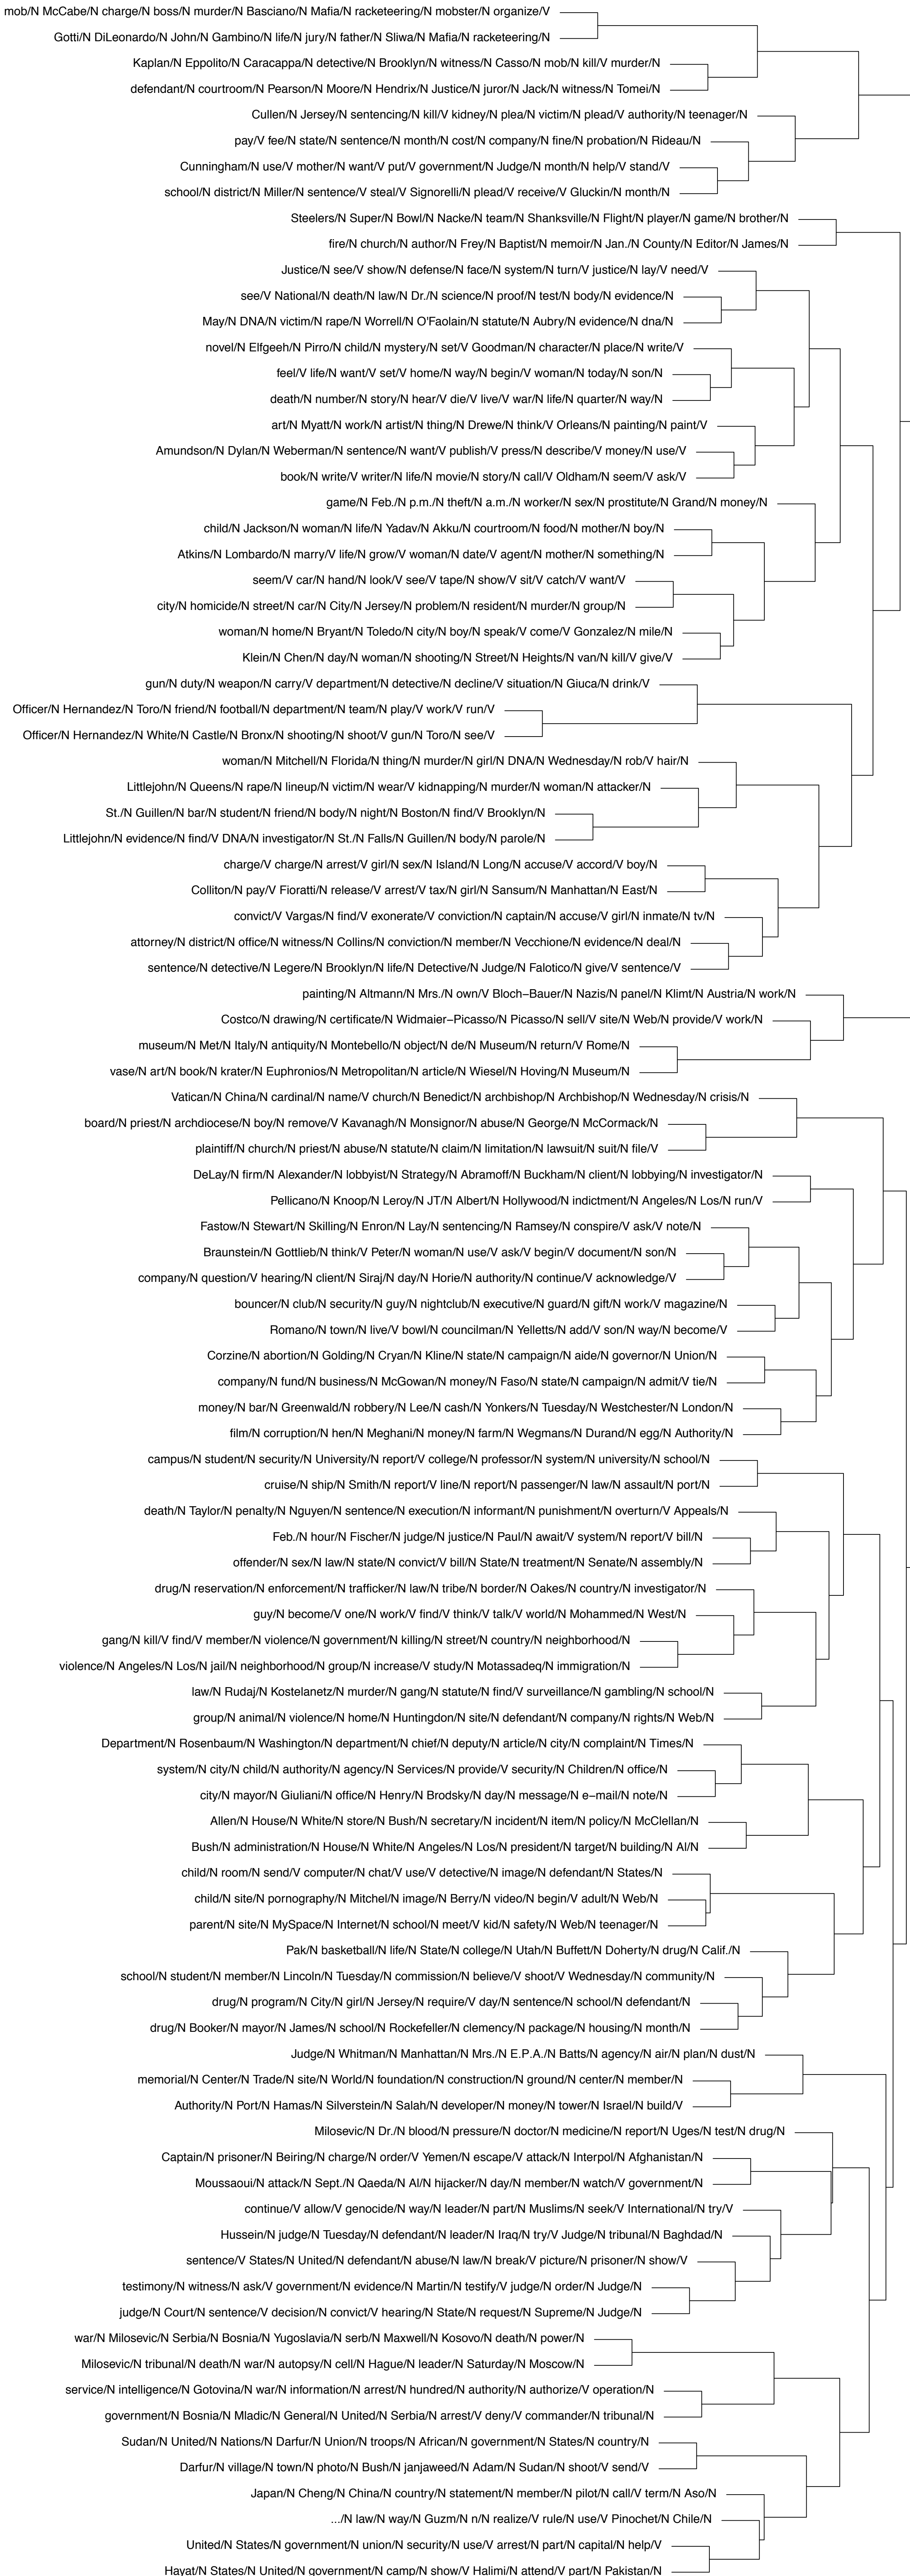 mob/N McCabe/N charge/N boss/N murder/N Basciano/N Mafia/N racketeering/N mobster/N organize/V
Gotti/N DiLeonardo/N John/N Gambino/N life/N jury/N father/N Sliwa/N Mafia/N racketeering/N
Kaplan/N Eppolito/N Caracappa/N detective/N Brooklyn/N witness/N Casso/N mob/N kill/V murder/N
defendant/N courtroom/N Pearson/N Moore/N Hendrix/N Justice/N juror/N Jack/N witness/N Tomei/N
Cullen/N Jersey/N sentencing/N kill/V kidney/N plea/N victim/N plead/V authority/N teenager/N
pay/V fee/N state/N sentence/N month/N cost/N company/N fine/N probation/N Rideau/N
Cunningham/N use/V mother/N want/V put/V government/N Judge/N month/N help/V stand/V
school/N district/N Miller/N sentence/V steal/V Signorelli/N plead/V receive/V Gluckin/N month/N
Steelers/N Super/N Bowl/N Nacke/N team/N Shanksville/N Flight/N player/N game/N brother/N
fire/N church/N author/N Frey/N Baptist/N memoir/N Jan./N County/N Editor/N James/N
Justice/N see/V show/N defense/N face/N system/N turn/V justice/N lay/V need/V
see/V National/N death/N law/N Dr./N science/N proof/N test/N body/N evidence/N
May/N DNA/N victim/N rape/N Worrell/N O'Faolain/N statute/N Aubry/N evidence/N dna/N
novel/N Elfgeeh/N Pirro/N child/N mystery/N set/V Goodman/N character/N place/N write/V
feel/V life/N want/V set/V home/N way/N begin/V woman/N today/N son/N
death/N number/N story/N hear/V die/V live/V war/N life/N quarter/N way/N
art/N Myatt/N work/N artist/N thing/N Drewe/N think/V Orleans/N painting/N paint/V
Amundson/N Dylan/N Weberman/N sentence/N want/V publish/V press/N describe/V money/N use/V
book/N write/V writer/N life/N movie/N story/N call/V Oldham/N seem/V ask/V
game/N Feb./N p.m./N theft/N a.m./N worker/N sex/N prostitute/N Grand/N money/N
child/N Jackson/N woman/N life/N Yadav/N Akku/N courtroom/N food/N mother/N boy/N
Atkins/N Lombardo/N marry/V life/N grow/V woman/N date/V agent/N mother/N something/N
seem/V car/N hand/N look/V see/V tape/N show/V sit/V catch/V want/V
city/N homicide/N street/N car/N City/N Jersey/N problem/N resident/N murder/N group/N
woman/N home/N Bryant/N Toledo/N city/N boy/N speak/V come/V Gonzalez/N mile/N
Klein/N Chen/N day/N woman/N shooting/N Street/N Heights/N van/N kill/V give/V
gun/N duty/N weapon/N carry/V department/N detective/N decline/V situation/N Giuca/N drink/V
Officer/N Hernandez/N Toro/N friend/N football/N department/N team/N play/V work/V run/V
Officer/N Hernandez/N White/N Castle/N Bronx/N shooting/N shoot/V gun/N Toro/N see/V
woman/N Mitchell/N Florida/N thing/N murder/N girl/N DNA/N Wednesday/N rob/V hair/N
Littlejohn/N Queens/N rape/N lineup/N victim/N wear/V kidnapping/N murder/N woman/N attacker/N
St./N Guillen/N bar/N student/N friend/N body/N night/N Boston/N find/V Brooklyn/N
Littlejohn/N evidence/N find/V DNA/N investigator/N St./N Falls/N Guillen/N body/N parole/N
charge/V charge/N arrest/V girl/N sex/N Island/N Long/N accuse/V accord/V boy/N
Colliton/N pay/V Fioratti/N release/V arrest/V tax/N girl/N Sansum/N Manhattan/N East/N
convict/V Vargas/N find/V exonerate/V conviction/N captain/N accuse/V girl/N inmate/N tv/N
attorney/N district/N office/N witness/N Collins/N conviction/N member/N Vecchione/N evidence/N deal/N
sentence/N detective/N Legere/N Brooklyn/N life/N Detective/N Judge/N Falotico/N give/V sentence/V
painting/N Altmann/N Mrs./N own/V Bloch−Bauer/N Nazis/N panel/N Klimt/N Austria/N work/N
Costco/N drawing/N certificate/N Widmaier−Picasso/N Picasso/N sell/V site/N Web/N provide/V work/N
museum/N Met/N Italy/N antiquity/N Montebello/N object/N de/N Museum/N return/V Rome/N
vase/N art/N book/N krater/N Euphronios/N Metropolitan/N article/N Wiesel/N Hoving/N Museum/N
Vatican/N China/N cardinal/N name/V church/N Benedict/N archbishop/N Archbishop/N Wednesday/N crisis/N
board/N priest/N archdiocese/N boy/N remove/V Kavanagh/N Monsignor/N abuse/N George/N McCormack/N
plaintiff/N church/N priest/N abuse/N statute/N claim/N limitation/N lawsuit/N suit/N file/V
DeLay/N firm/N Alexander/N lobbyist/N Strategy/N Abramoff/N Buckham/N client/N lobbying/N investigator/N
Pellicano/N Knoop/N Leroy/N JT/N Albert/N Hollywood/N indictment/N Angeles/N Los/N run/V
Fastow/N Stewart/N Skilling/N Enron/N Lay/N sentencing/N Ramsey/N conspire/V ask/V note/N
Braunstein/N Gottlieb/N think/V Peter/N woman/N use/V ask/V begin/V document/N son/N
company/N question/V hearing/N client/N Siraj/N day/N Horie/N authority/N continue/V acknowledge/V
bouncer/N club/N security/N guy/N nightclub/N executive/N guard/N gift/N work/V magazine/N
Romano/N town/N live/V bowl/N councilman/N Yelletts/N add/V son/N way/N become/V
Corzine/N abortion/N Golding/N Cryan/N Kline/N state/N campaign/N aide/N governor/N Union/N
company/N fund/N business/N McGowan/N money/N Faso/N state/N campaign/N admit/V tie/N
money/N bar/N Greenwald/N robbery/N Lee/N cash/N Yonkers/N Tuesday/N Westchester/N London/N
film/N corruption/N hen/N Meghani/N money/N farm/N Wegmans/N Durand/N egg/N Authority/N
campus/N student/N security/N University/N report/V college/N professor/N system/N university/N school/N
cruise/N ship/N Smith/N report/V line/N report/N passenger/N law/N assault/N port/N
death/N Taylor/N penalty/N Nguyen/N sentence/N execution/N informant/N punishment/N overturn/V Appeals/N
Feb./N hour/N Fischer/N judge/N justice/N Paul/N await/V system/N report/V bill/N
offender/N sex/N law/N state/N convict/V bill/N State/N treatment/N Senate/N assembly/N
drug/N reservation/N enforcement/N trafficker/N law/N tribe/N border/N Oakes/N country/N investigator/N
guy/N become/V one/N work/V find/V think/V talk/V world/N Mohammed/N West/N
gang/N kill/V find/V member/N violence/N government/N killing/N street/N country/N neighborhood/N
violence/N Angeles/N Los/N jail/N neighborhood/N group/N increase/V study/N Motassadeq/N immigration/N
law/N Rudaj/N Kostelanetz/N murder/N gang/N statute/N find/V surveillance/N gambling/N school/N
group/N animal/N violence/N home/N Huntingdon/N site/N defendant/N company/N rights/N Web/N
Department/N Rosenbaum/N Washington/N department/N chief/N deputy/N article/N city/N complaint/N Times/N
system/N city/N child/N authority/N agency/N Services/N provide/V security/N Children/N office/N
city/N mayor/N Giuliani/N office/N Henry/N Brodsky/N day/N message/N e−mail/N note/N
Allen/N House/N White/N store/N Bush/N secretary/N incident/N item/N policy/N McClellan/N
Bush/N administration/N House/N White/N Angeles/N Los/N president/N target/N building/N Al/N
child/N room/N send/V computer/N chat/V use/V detective/N image/N defendant/N States/N
child/N site/N pornography/N Mitchel/N image/N Berry/N video/N begin/V adult/N Web/N
parent/N site/N MySpace/N Internet/N school/N meet/V kid/N safety/N Web/N teenager/N
Pak/N basketball/N life/N State/N college/N Utah/N Buffett/N Doherty/N drug/N Calif./N
school/N student/N member/N Lincoln/N Tuesday/N commission/N believe/V shoot/V Wednesday/N community/N
drug/N program/N City/N girl/N Jersey/N require/V day/N sentence/N school/N defendant/N
drug/N Booker/N mayor/N James/N school/N Rockefeller/N clemency/N package/N housing/N month/N
Judge/N Whitman/N Manhattan/N Mrs./N E.P.A./N Batts/N agency/N air/N plan/N dust/N
memorial/N Center/N Trade/N site/N World/N foundation/N construction/N ground/N center/N member/N
Authority/N Port/N Hamas/N Silverstein/N Salah/N developer/N money/N tower/N Israel/N build/V
Milosevic/N Dr./N blood/N pressure/N doctor/N medicine/N report/N Uges/N test/N drug/N
Captain/N prisoner/N Beiring/N charge/N order/V Yemen/N escape/V attack/N Interpol/N Afghanistan/N
Moussaoui/N attack/N Sept./N Qaeda/N Al/N hijacker/N day/N member/N watch/V government/N
continue/V allow/V genocide/N way/N leader/N part/N Muslims/N seek/V International/N try/V
Hussein/N judge/N Tuesday/N defendant/N leader/N Iraq/N try/V Judge/N tribunal/N Baghdad/N
sentence/V States/N United/N defendant/N abuse/N law/N break/V picture/N prisoner/N show/V
testimony/N witness/N ask/V government/N evidence/N Martin/N testify/V judge/N order/N Judge/N
judge/N Court/N sentence/V decision/N convict/V hearing/N State/N request/N Supreme/N Judge/N
war/N Milosevic/N Serbia/N Bosnia/N Yugoslavia/N serb/N Maxwell/N Kosovo/N death/N power/N
Milosevic/N tribunal/N death/N war/N autopsy/N cell/N Hague/N leader/N Saturday/N Moscow/N
service/N intelligence/N Gotovina/N war/N information/N arrest/N hundred/N authority/N authorize/V operation/N
government/N Bosnia/N Mladic/N General/N United/N Serbia/N arrest/V deny/V commander/N tribunal/N
Sudan/N United/N Nations/N Darfur/N Union/N troops/N African/N government/N States/N country/N
Darfur/N village/N town/N photo/N Bush/N janjaweed/N Adam/N Sudan/N shoot/V send/V
Japan/N Cheng/N China/N country/N statement/N member/N pilot/N call/V term/N Aso/N
.../N law/N way/N Guzm/N n/N realize/V rule/N use/V Pinochet/N Chile/N
United/N States/N government/N union/N security/N use/V arrest/N part/N capital/N help/V
Hayat/N States/N United/N government/N camp/N show/V Halimi/N attend/V part/N Pakistan/N